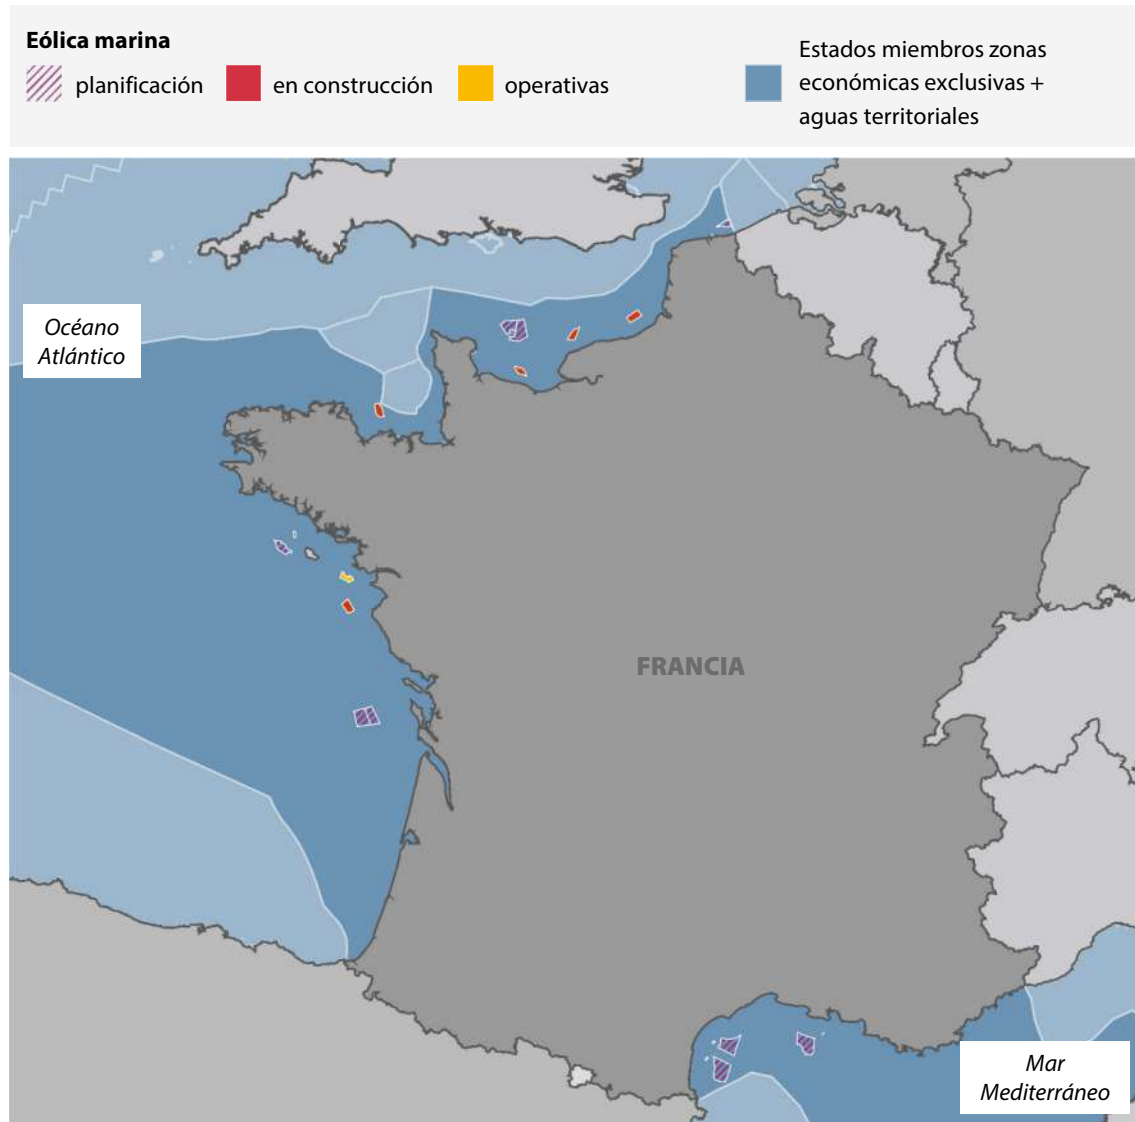 Eólica marina
planificación
en construcción
operativas
Estados miembros zonas
económicas exclusivas +
aguas territoriales
Océano
Atlántico
FRANCIA
Mar
Mediterráneo